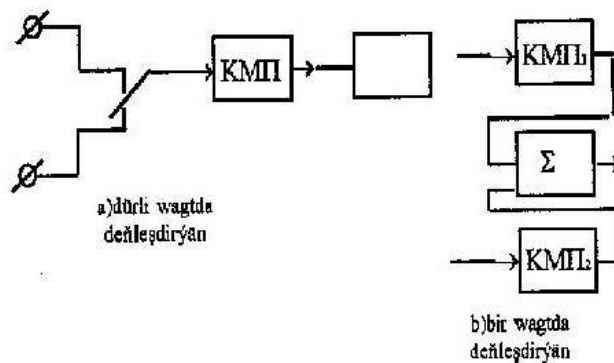 КМП
КМП₁
Σ
КМП₂
a)dürli wagtda
deňleşdirýän
b)bir wagtda
deňleşdirýän